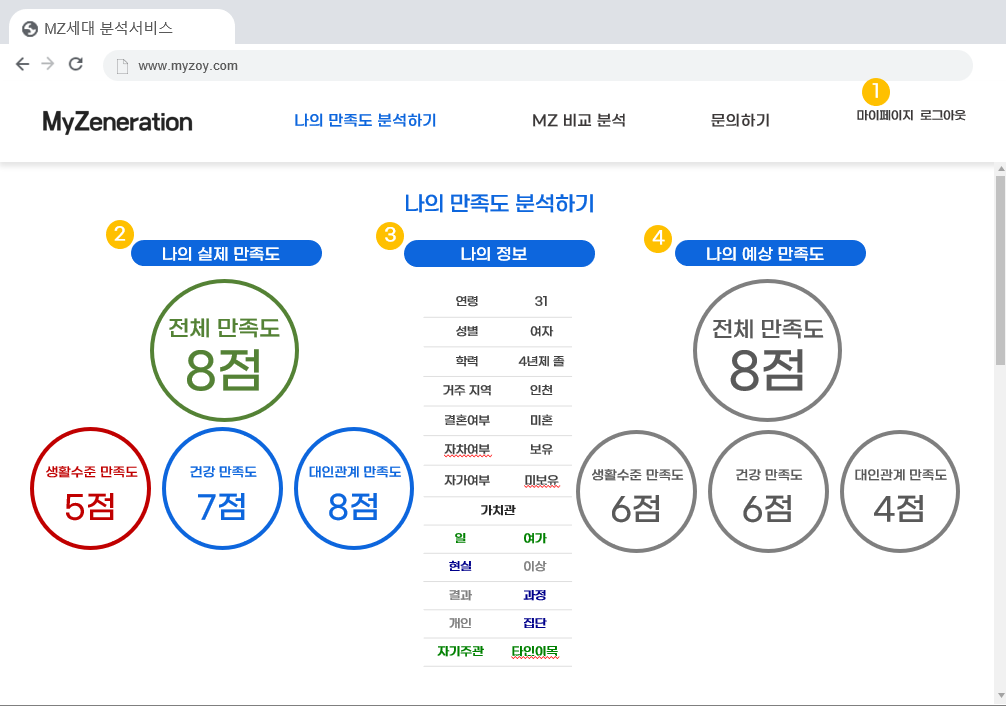 MZ세대 분석서비스
www.myzoy.com
1
MyZeneration 나의 만족도 분석하기 MZ 비교 분석 문의하기 마이페이지 로그아웃
나의 만족도 분석하기
2 나의 실제 만족도
전체 만족도
8점
생활수준 만족도
5점
건강 만족도
7점
대인관계 만족도
8점
3 나의 정보
연령 31
성별 여자
학력 4년제 졸
거주 지역 인천
결혼여부 미혼
자차여부 보유
자가여부 미보유
가치관
일 여가
현실 이상
결과 과정
개인 집단
자기주관 타인이목
4 나의 예상 만족도
전체 만족도
8점
생활수준 만족도
6점
건강 만족도
6점
대인관계 만족도
4점